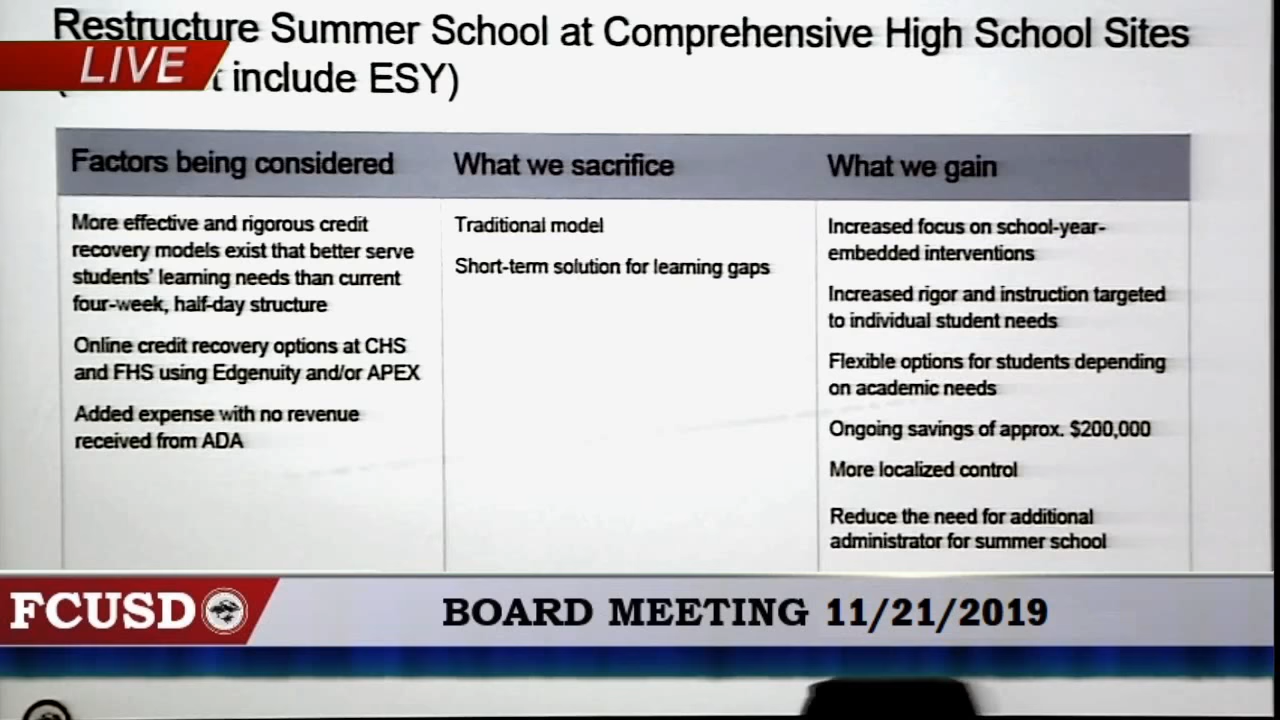 Restructure Summer School at Comprehensive High School Sites
LIVE
include ESY)
Factors being considered
What we sacrifice
What we gain
More effective and rigorous credit
recovery models exist that better serve
students' learning needs than current
four-week, half-day structure
Online credit recovery options at CHS
and FHS using Edgenuity and/or APEX
Added expense with no revenue
received from ADA
Traditional model
Short-term solution for learning gaps
Increased focus on school-year-
embedded interventions
Increased rigor and instruction targeted
to individual student needs
Flexible options for students depending
on academic needs
Ongoing savings of approx. $200,000
More localized control
Reduce the need for additional
administrator for summer school
FCUSD
BOARD MEETING 11/21/2019